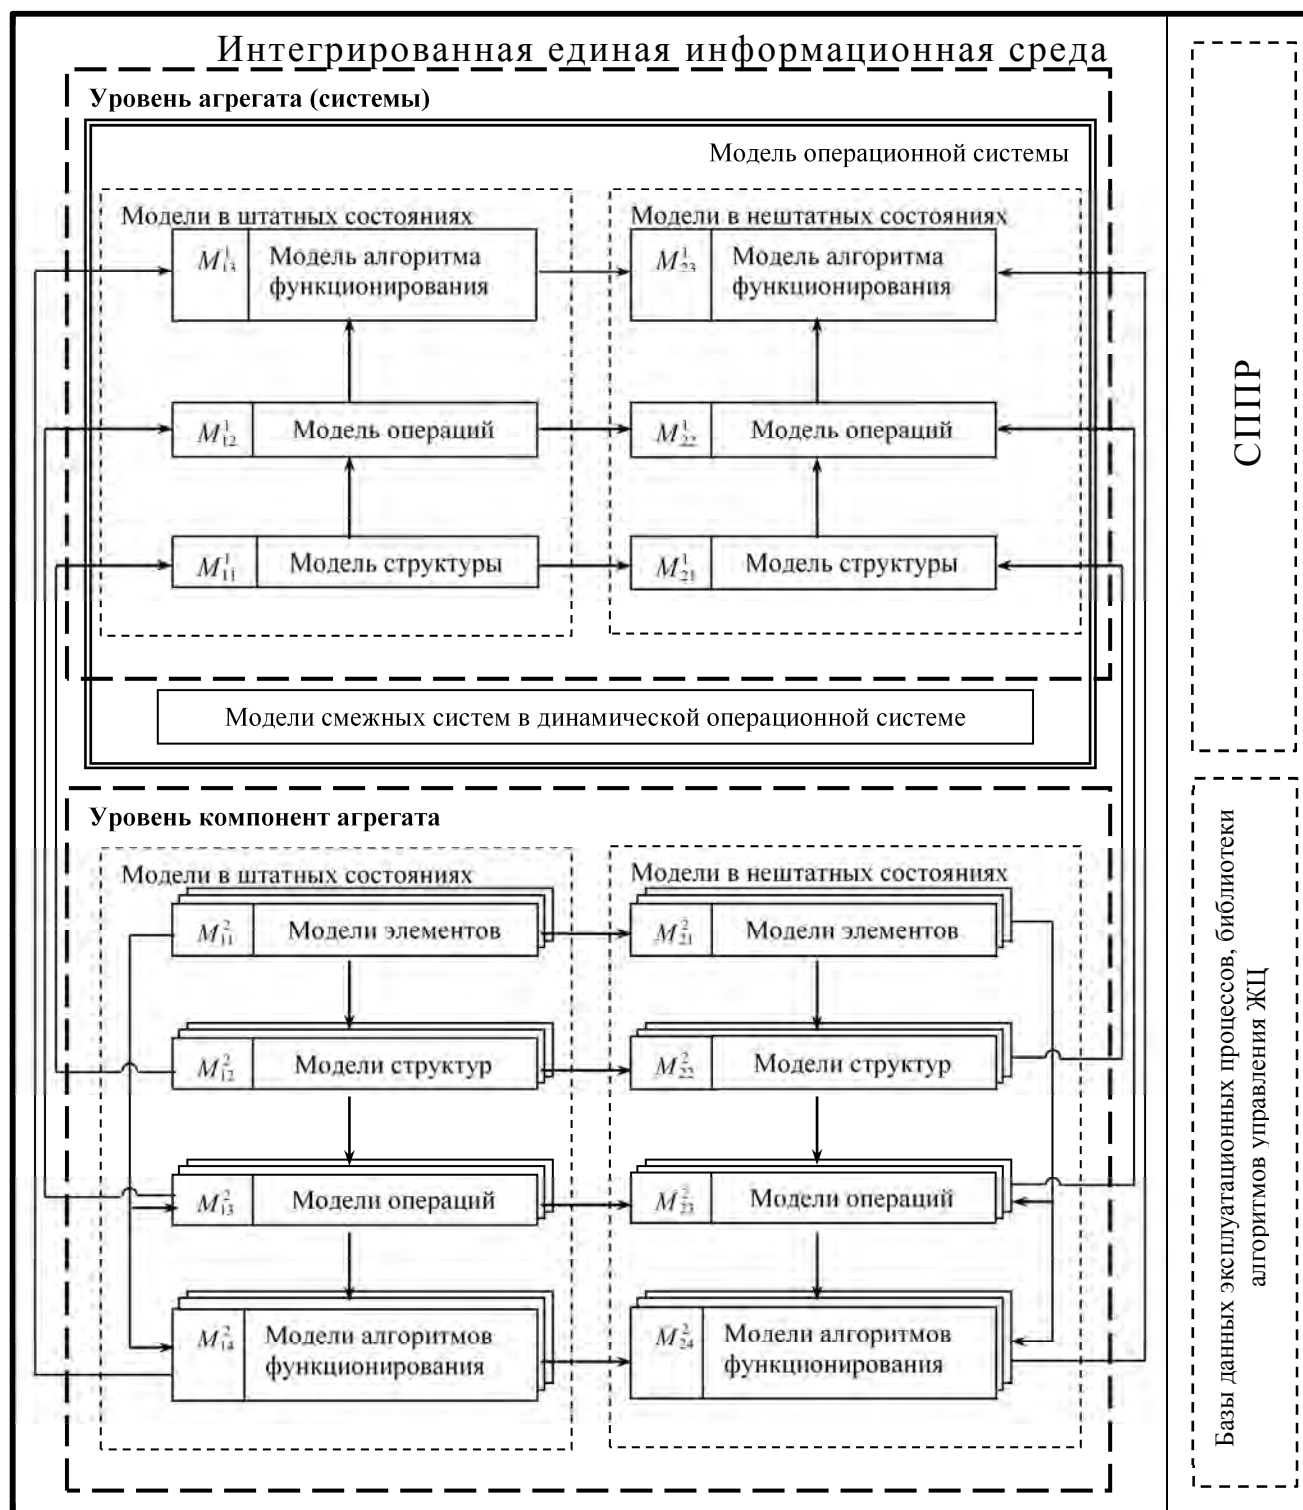 Интегрированная единая информационная среда
Уровень агрегата (системы)
Модель операционной системы
Модели в штатных состояниях
M¹₁₃ Модель алгоритма
функционирования
M¹₁₂ Модель операций
M¹₁₁ Модель структуры
Модели в нештатных состояниях
M¹₂₃ Модель алгоритма
функционирования
M¹₂₂ Модель операций
M¹₂₁ Модель структуры
Модели смежных систем в динамической операционной системе
Уровень компонент агрегата
Модели в штатных состояниях
M²₁₁ Модели элементов
M²₁₂ Модели структур
M²₁₃ Модели операций
M²₁₄ Модели алгоритмов
функционирования
Модели в нештатных состояниях
M²₂₁ Модели элементов
M²₂₂ Модели структур
M²₂₃ Модели операций
M²₂₄ Модели алгоритмов
функционирования
СППР
Базы данных эксплуатационных процессов, библиотеки
алгоритмов управления ЖЦ